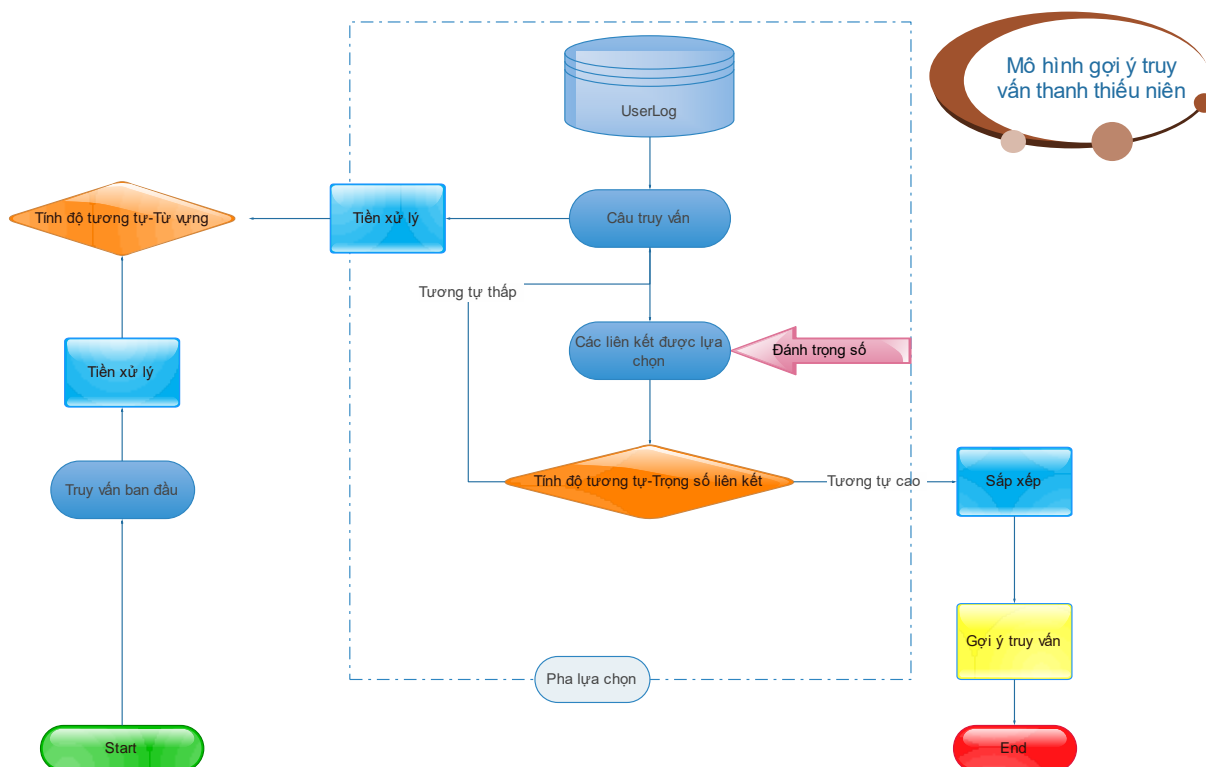 Mô hình gợi ý truy
vấn thanh thiếu niên
UserLog
Tính độ tương tự-Từ vựng
Tiền xử lý
Câu truy vấn
Tương tự thấp
Các liên kết được lựa
chọn
Đánh trọng số
Tiền xử lý
Truy vấn ban đầu
Tính độ tương tự-Trọng số liên kết
Tương tự cao
Sắp xếp
Gợi ý truy vấn
Pha lựa chọn
Start
End